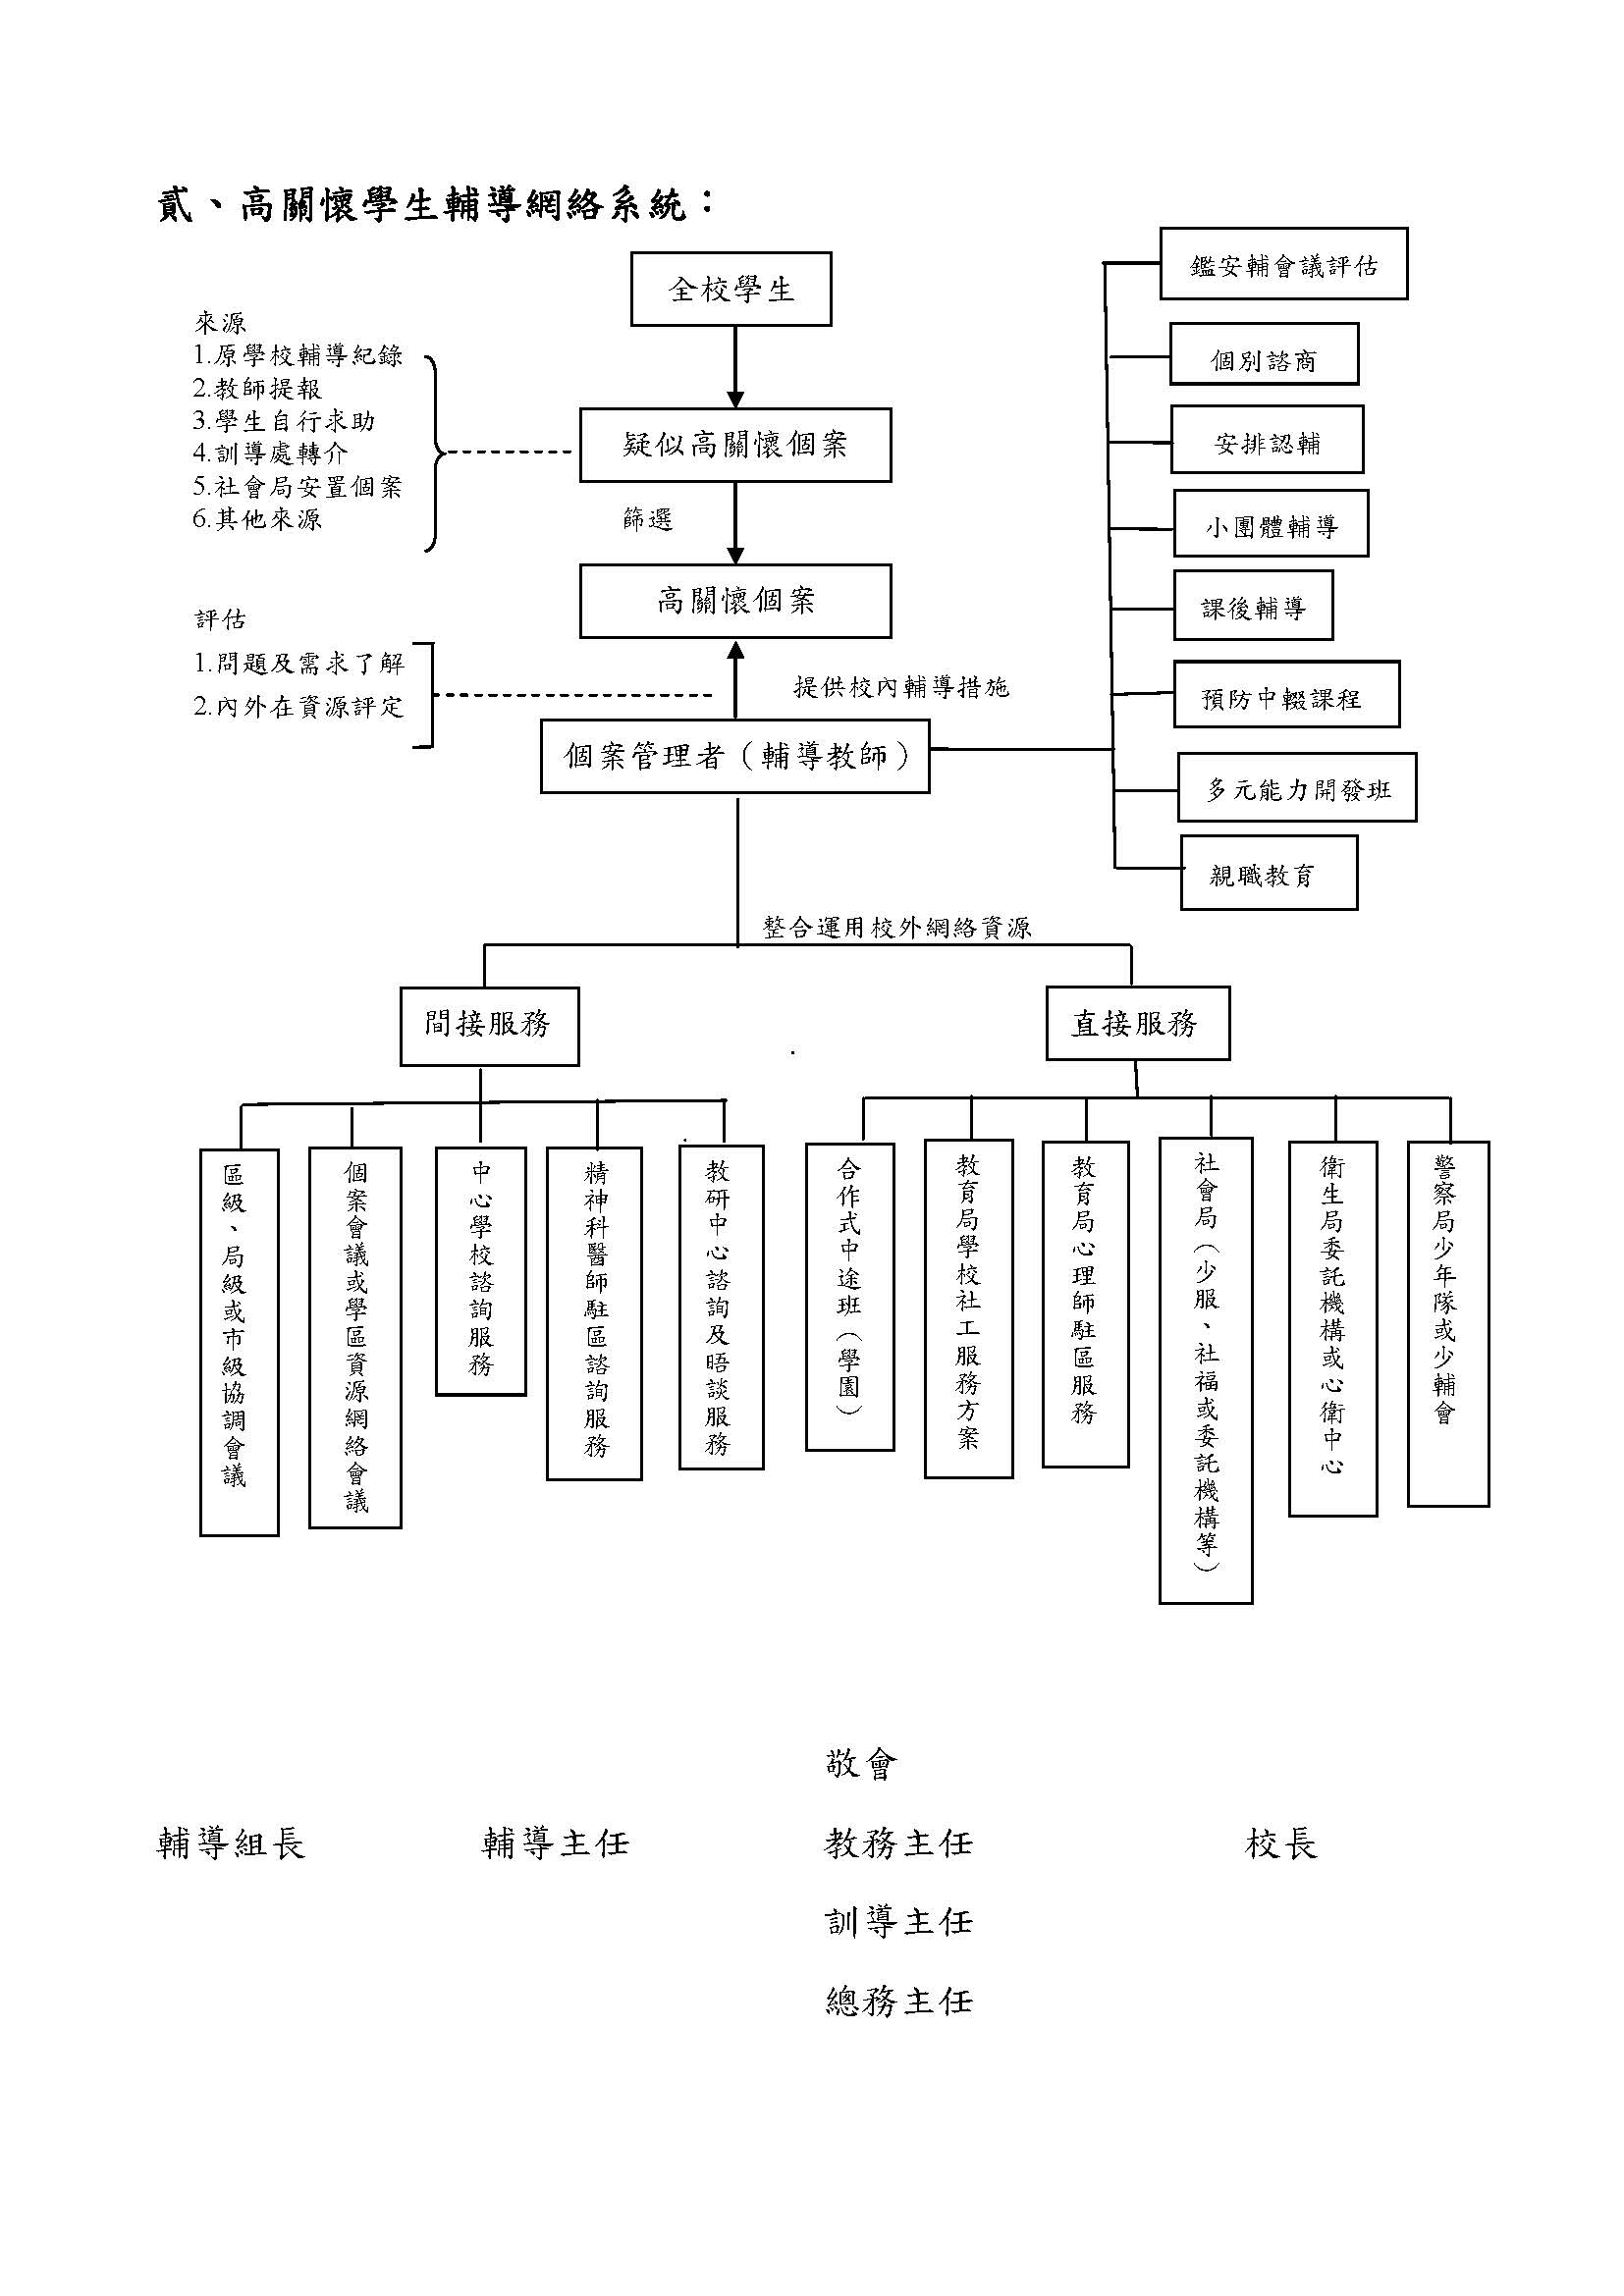 貳、高關懷學生輔導網絡系統：
全校學生
來源
1.原學校輔導紀錄
2.教師提報
3.學生自行求助
4.訓導處轉介
5.社會局安置個案
6.其他來源
疑似高關懷個案
篩選
高關懷個案
評估
1.問題及需求了解
2.內外在資源評定
提供校內輔導措施
個案管理者（輔導教師）
鑑安輔會議評估
個別諮商
安排認輔
小團體輔導
課後輔導
預防中輟課程
多元能力開發班
親職教育
整合運用校外網絡資源
間接服務
直接服務
區級、局級或市級協調會議
個案會議或學區資源網絡會議
中心學校諮詢服務
精神科醫師駐區諮詢服務
教研中心諮詢及晤談服務
合作式中途班（學園）
教育局學校社工服務方案
教育局心理師駐區服務
社會局（少服、社福或委託機構等）
衛生局委託機構或心衛中心
警察局少年隊或少輔會
敬會
輔導組長 輔導主任 教務主任 校長
訓導主任
總務主任